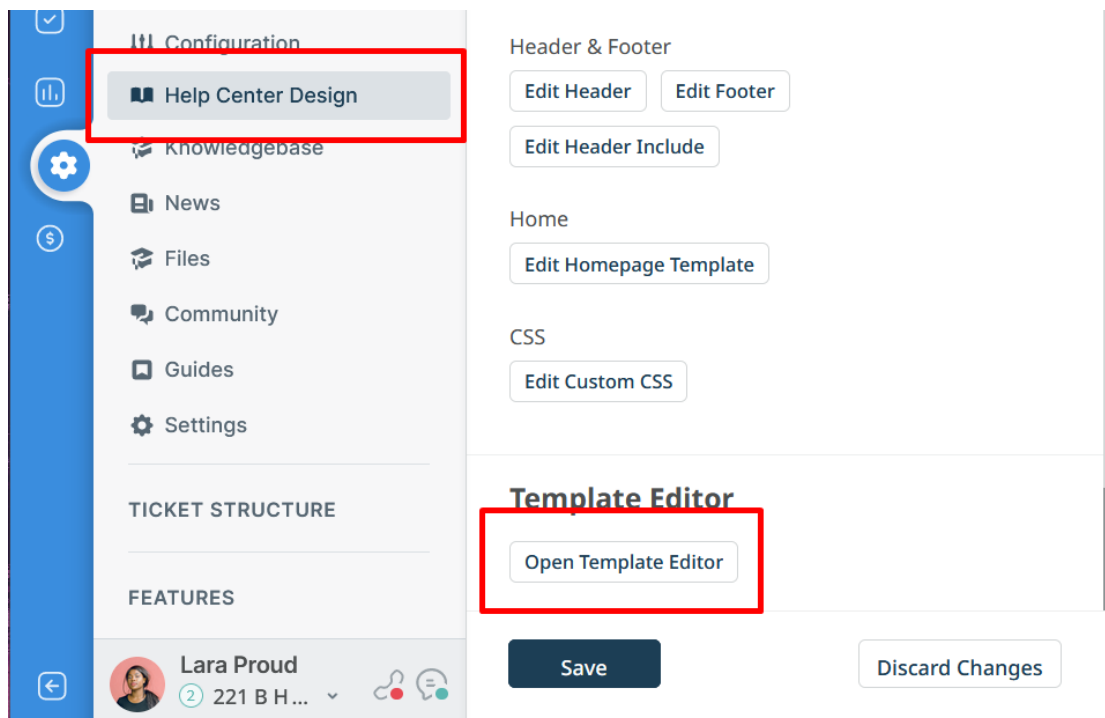 Configuration
Help Center Design
Knowledgebase
News
Files
Community
Guides
Settings
TICKET STRUCTURE
FEATURES
Lara Proud
2 221 B H...
Header & Footer
Edit Header Edit Footer
Edit Header Include
Home
Edit Homepage Template
CSS
Edit Custom CSS
Template Editor
Open Template Editor
Save Discard Changes